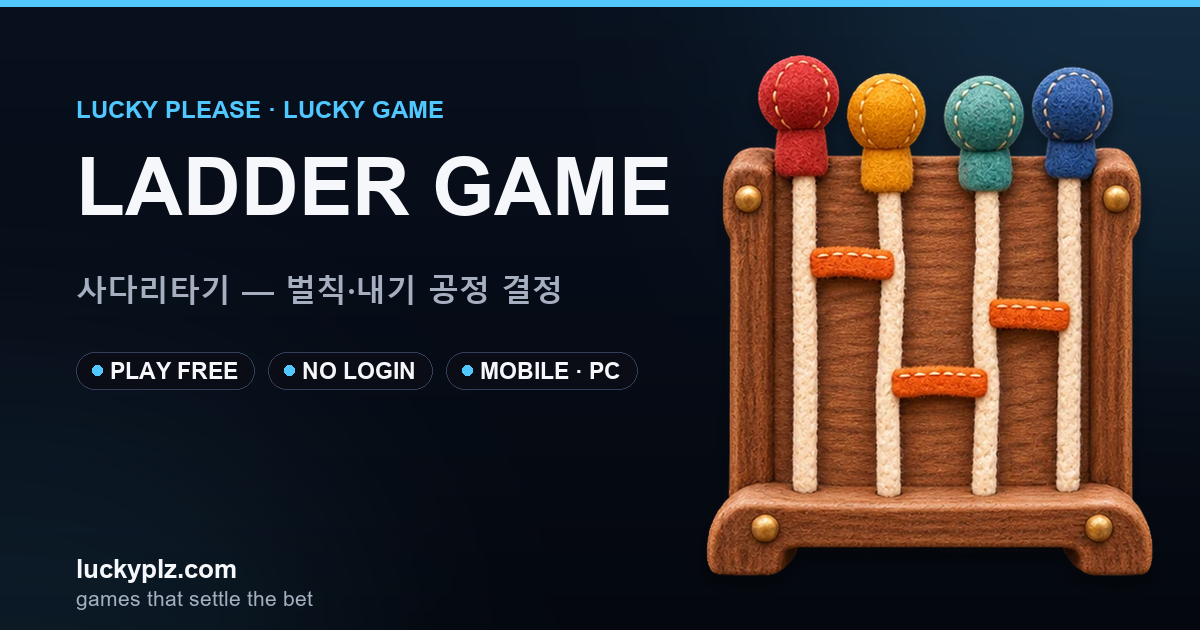 LUCKY PLEASE · LUCKY GAME
LADDER GAME
사다리타기 — 벌칙·내기 공정 결정
PLAY FREE
NO LOGIN
MOBILE · PC
luckyplz.com
games that settle the bet